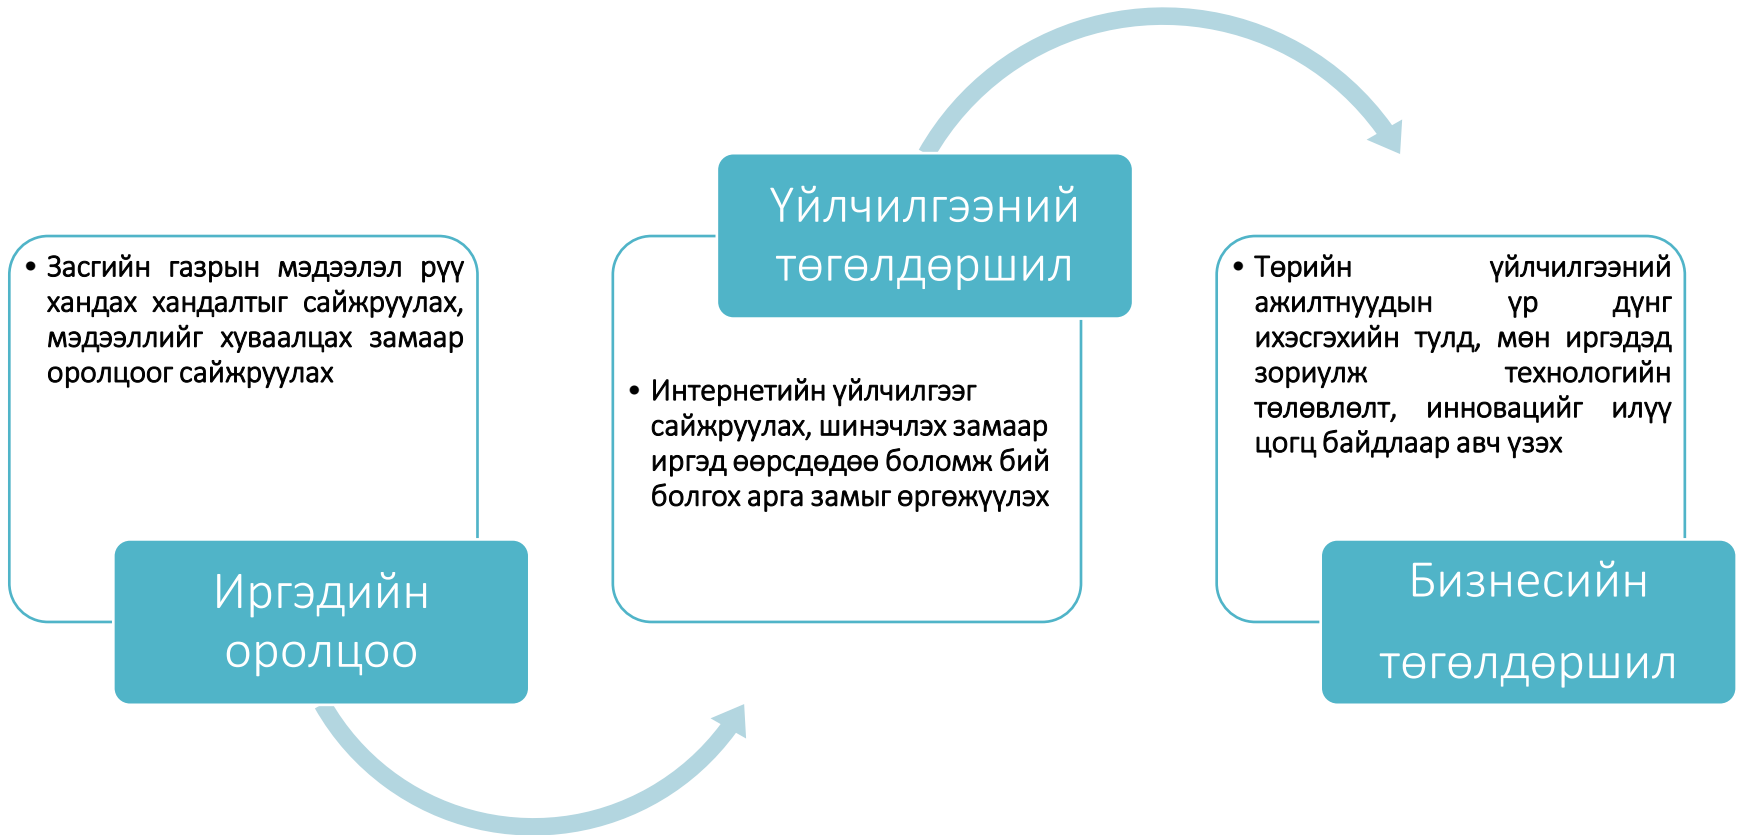 • Засгийн газрын мэдээлэл рүү
хандах хандалтыг сайжруулах,
мэдээллийг хуваалцах замаар
оролцоог сайжруулах
Иргэдийн
оролцоо
Үйлчилгээний
төгөлдөршил
• Интернетийн үйлчилгээг
сайжруулах, шинэчлэх замаар
иргэд өөрсдөдөө боломж бий
болгох арга замыг өргөжүүлэх
• Төрийн үйлчилгээний
ажилтнуудын үр дүнг
ихэсгэхийн тулд, мөн иргэдэд
зориулж технологийн
төлөвлөлт, инновацийг илүү
цогц байдлаар авч үзэх
Бизнесийн
төгөлдөршил